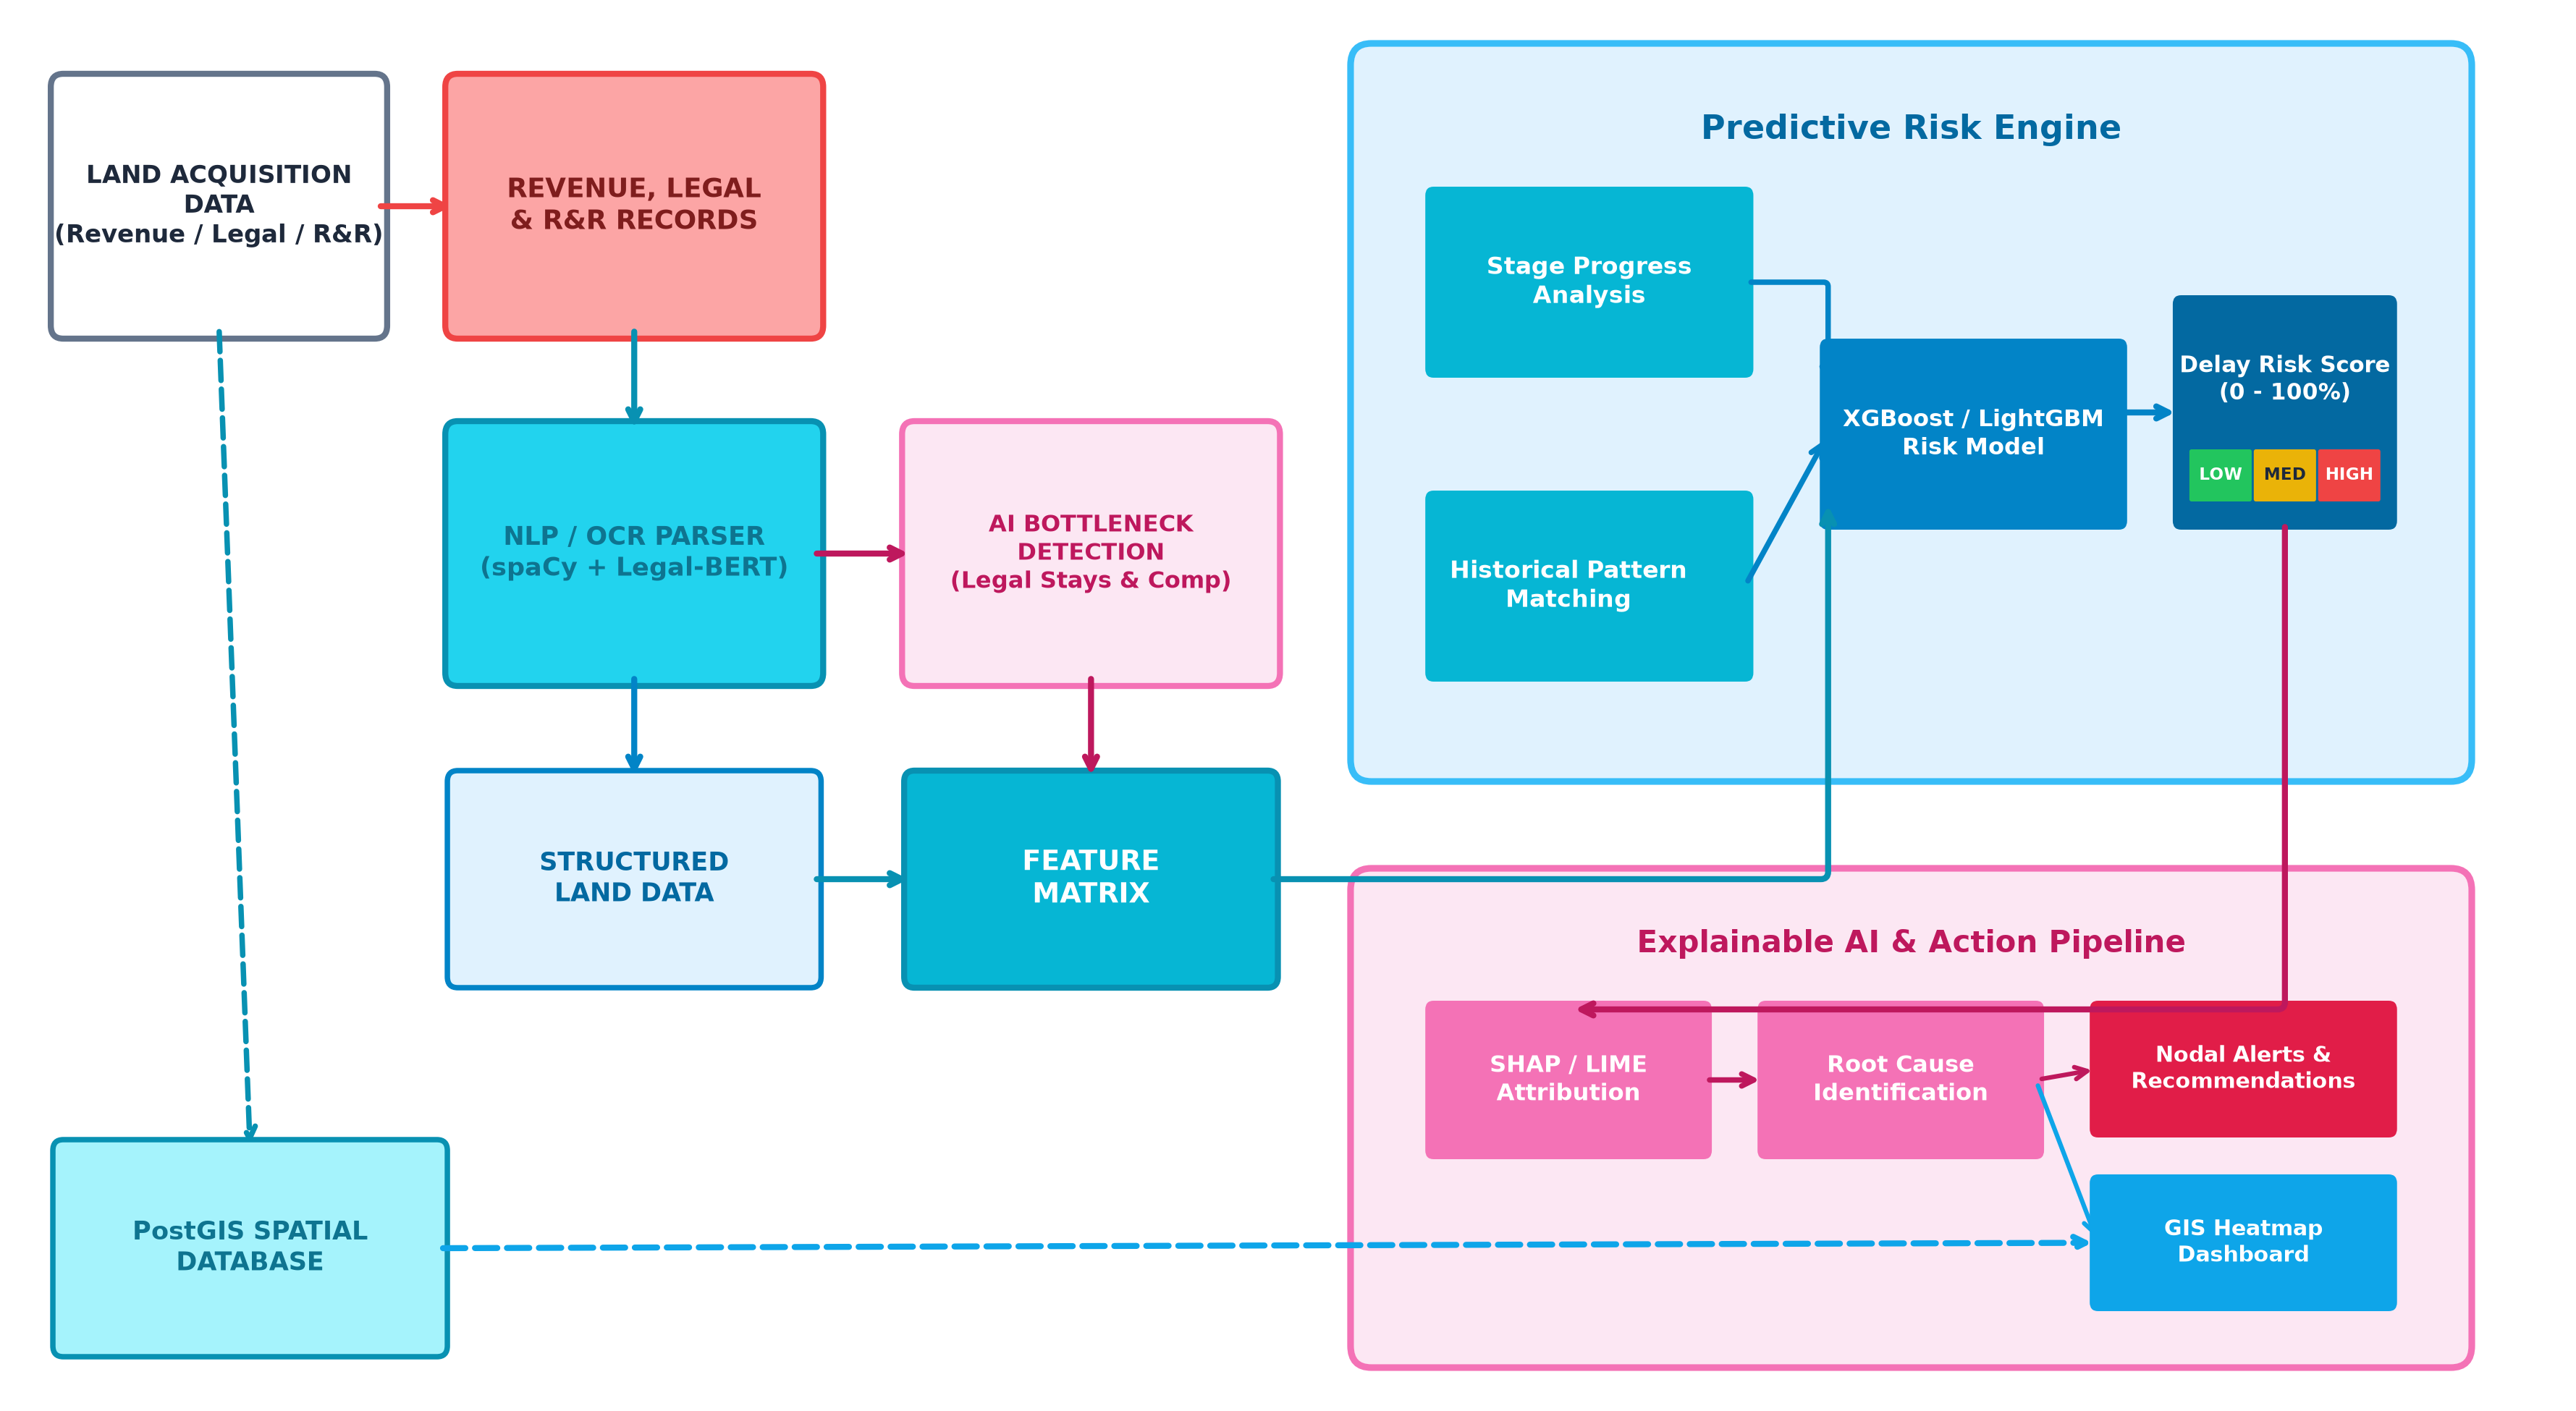 LAND ACQUISITION
DATA
(Revenue / Legal / R&R)
REVENUE, LEGAL
& R&R RECORDS
NLP / OCR PARSER
(spaCy + Legal-BERT)
AI BOTTLENECK
DETECTION
(Legal Stays & Comp)
STRUCTURED
LAND DATA
FEATURE
MATRIX
PostGIS SPATIAL
DATABASE
Predictive Risk Engine
Stage Progress
Analysis
Historical Pattern
Matching
XGBoost / LightGBM
Risk Model
Delay Risk Score
(0 - 100%)
LOW MED HIGH
Explainable AI & Action Pipeline
SHAP / LIME
Attribution
Root Cause
Identification
Nodal Alerts &
Recommendations
GIS Heatmap
Dashboard